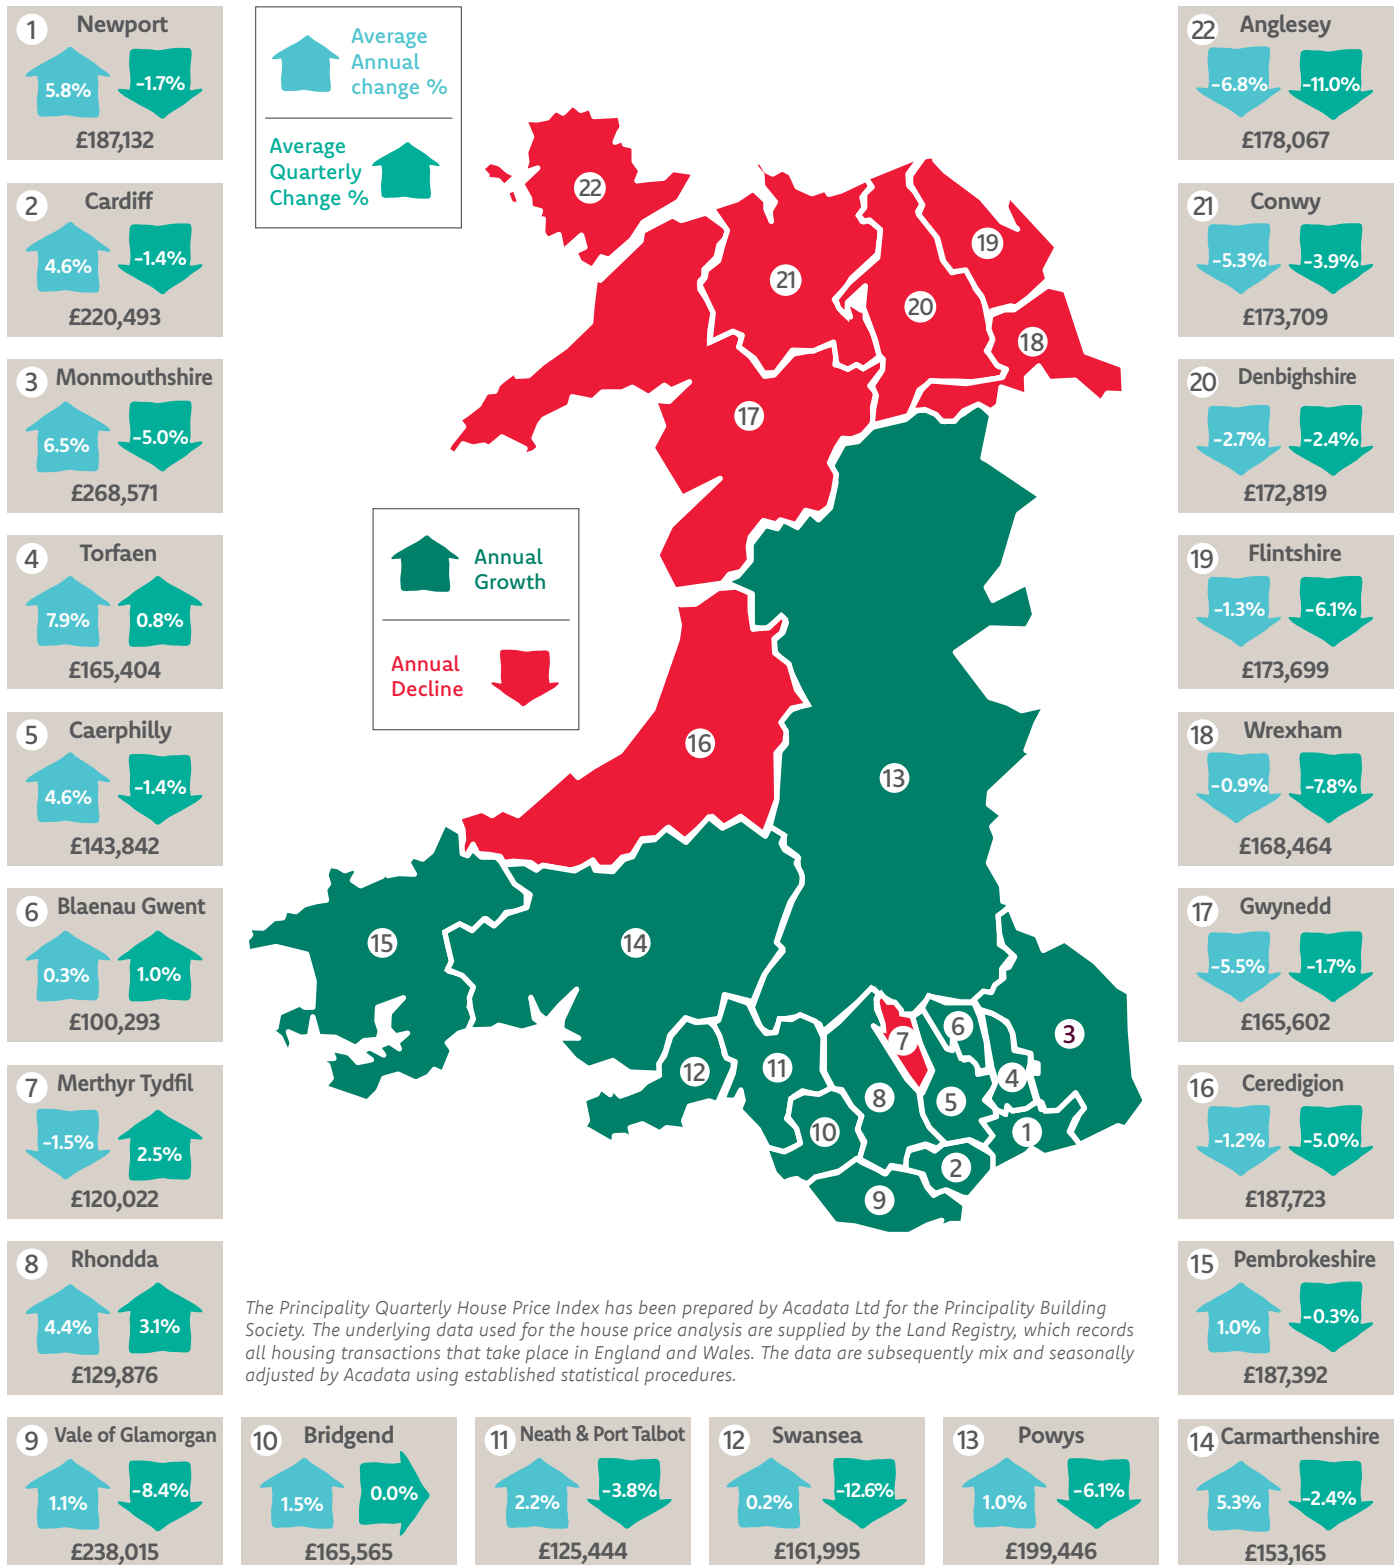 1 Newport
5.8% -1.7%
£187,132
2 Cardiff
4.6% -1.4%
£220,493
3 Monmouthshire
6.5% -5.0%
£268,571
4 Torfaen
7.9% 0.8%
£165,404
5 Caerphilly
4.6% -1.4%
£143,842
6 Blaenau Gwent
0.3% 1.0%
£100,293
7 Merthyr Tydfil
-1.5% 2.5%
£120,022
8 Rhondda
4.4% 3.1%
£129,876
9 Vale of Glamorgan
1.1% -8.4%
£238,015
10 Bridgend
1.5% 0.0%
£165,565
11 Neath & Port Talbot
2.2% -3.8%
£125,444
12 Swansea
0.2% -12.6%
£161,995
13 Powys
1.0% -6.1%
£199,446
14 Carmarthenshire
5.3% -2.4%
£153,165
15 Pembrokeshire
1.0% -0.3%
£187,392
16 Ceredigion
-1.2% -5.0%
£187,723
17 Gwynedd
-5.5% -1.7%
£165,602
18 Wrexham
-0.9% -7.8%
£168,464
19 Flintshire
-1.3% -6.1%
£173,699
20 Denbighshire
-2.7% -2.4%
£172,819
21 Conwy
-5.3% -3.9%
£173,709
22 Anglesey
-6.8% -11.0%
£178,067
Average
Annual
change %
Average
Quarterly
Change %
Annual
Growth
Annual
Decline
22
19
21
20
18
17
16
13
15
14
3
6
7
12
11
4
8
5
10
1
2
9
The Principality Quarterly House Price Index has been prepared by Acadata Ltd for the Principality Building
Society. The underlying data used for the house price analysis are supplied by the Land Registry, which records
all housing transactions that take place in England and Wales. The data are subsequently mix and seasonally
adjusted by Acadata using established statistical procedures.